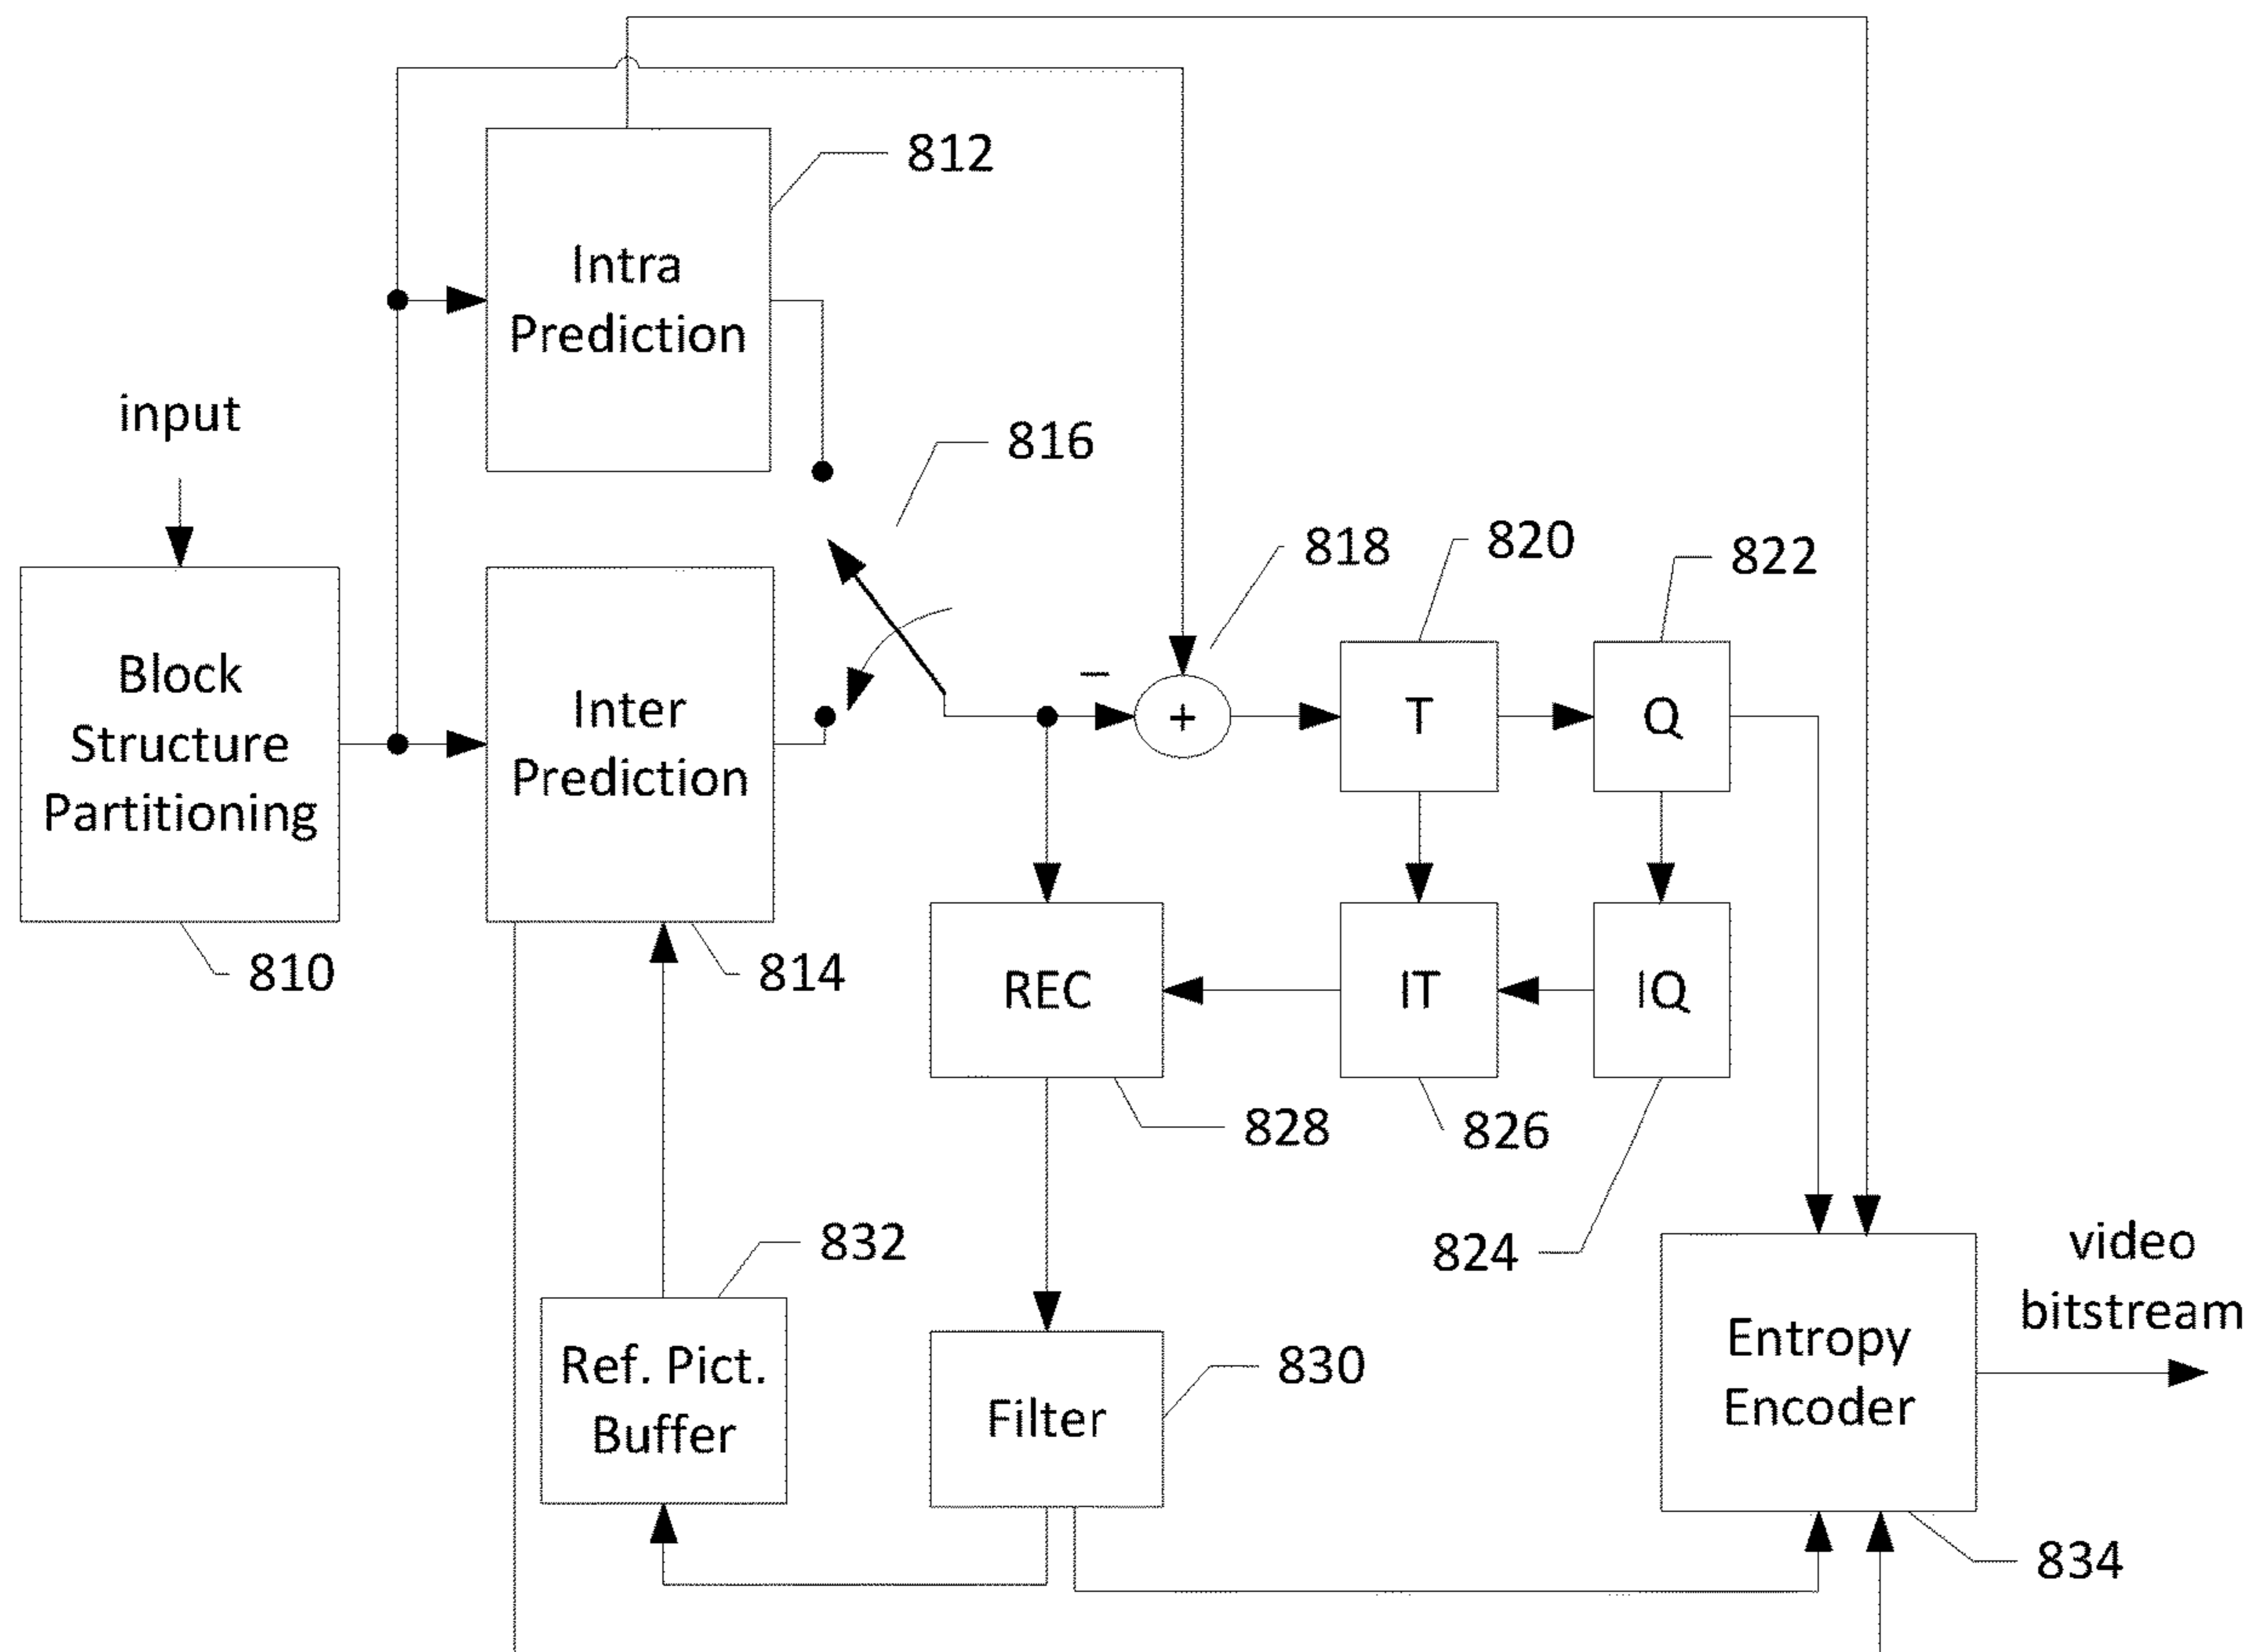 812
Intra
Prediction
input
816
818
820
822
Block
Structure
Partitioning
Inter
Prediction
−
+
T
Q
810
814
REC
IT
IQ
828
826
824
832
Ref. Pict.
Buffer
830
Filter
video
bitstream
Entropy
Encoder
834